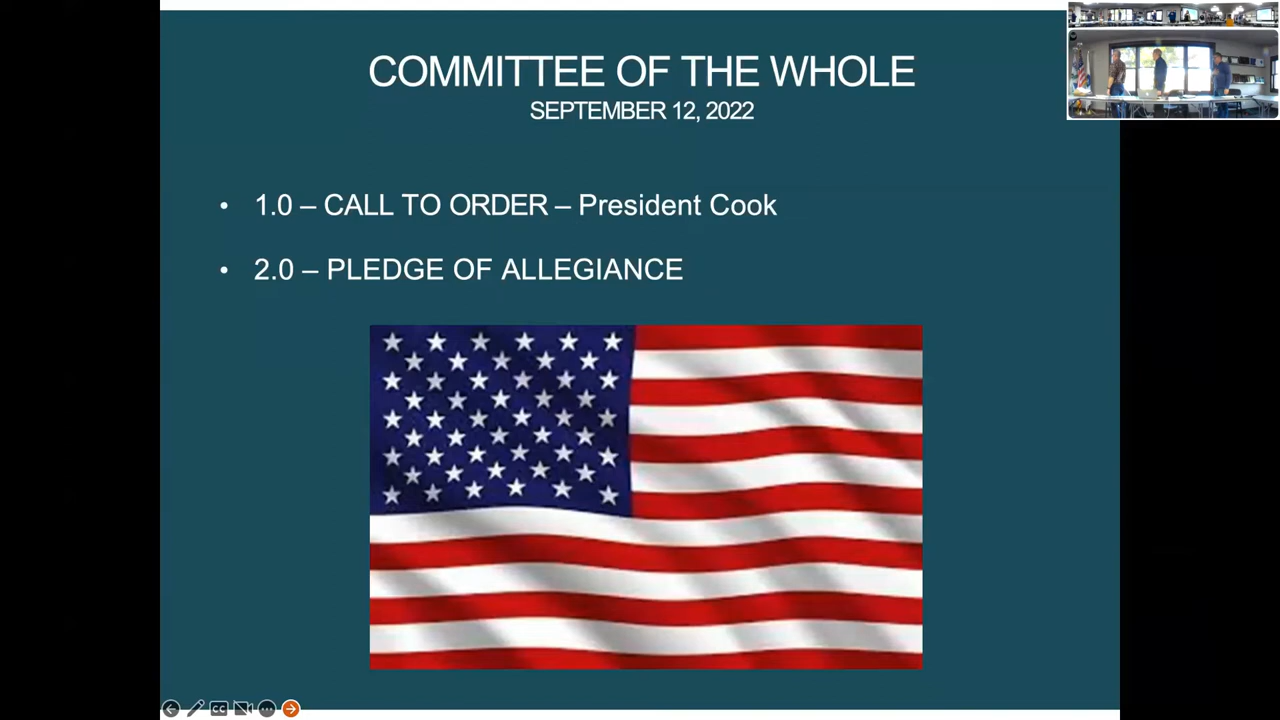 COMMITTEE OF THE WHOLE
SEPTEMBER 12, 2022
• 1.0 – CALL TO ORDER – President Cook
• 2.0 – PLEDGE OF ALLEGIANCE
CC